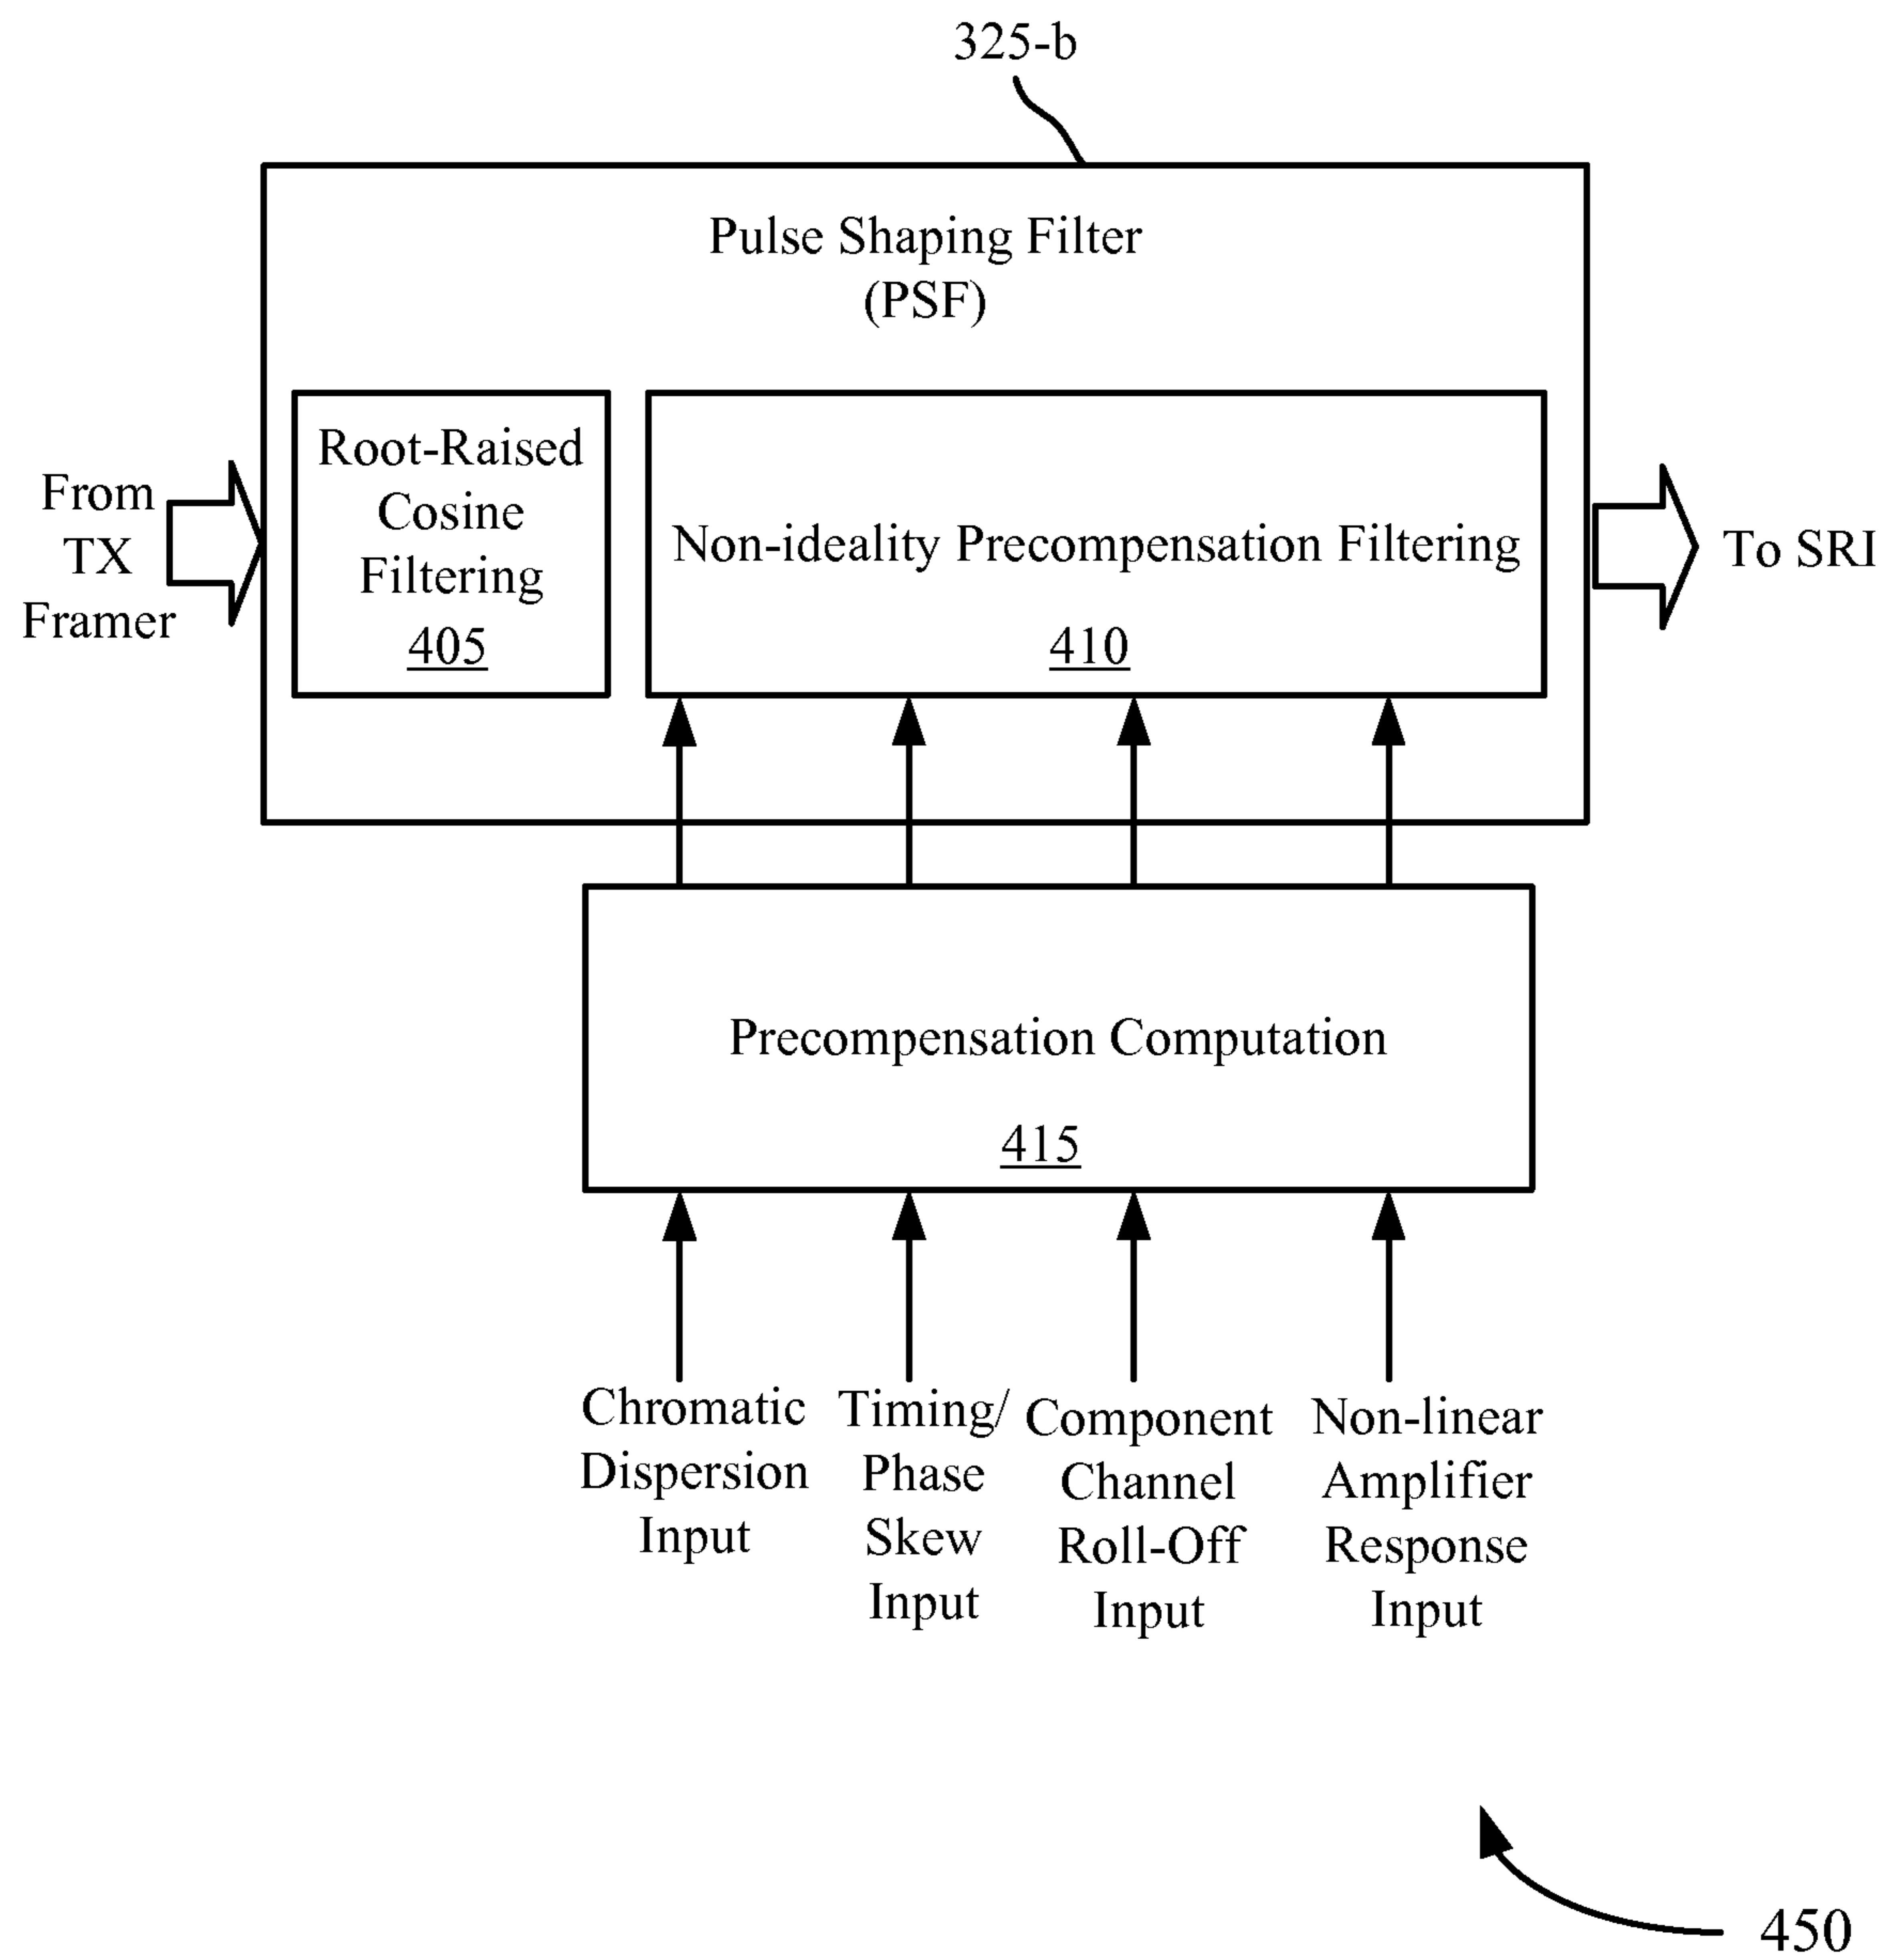 325-b
Pulse Shaping Filter
(PSF)
From
TX
Framer
Root-Raised
Cosine
Filtering
405
Non-ideality Precompensation Filtering
410
To SRI
Precompensation Computation
415
Chromatic
Dispersion
Input
Timing/
Phase
Skew
Input
Component
Channel
Roll-Off
Input
Non-linear
Amplifier
Response
Input
450